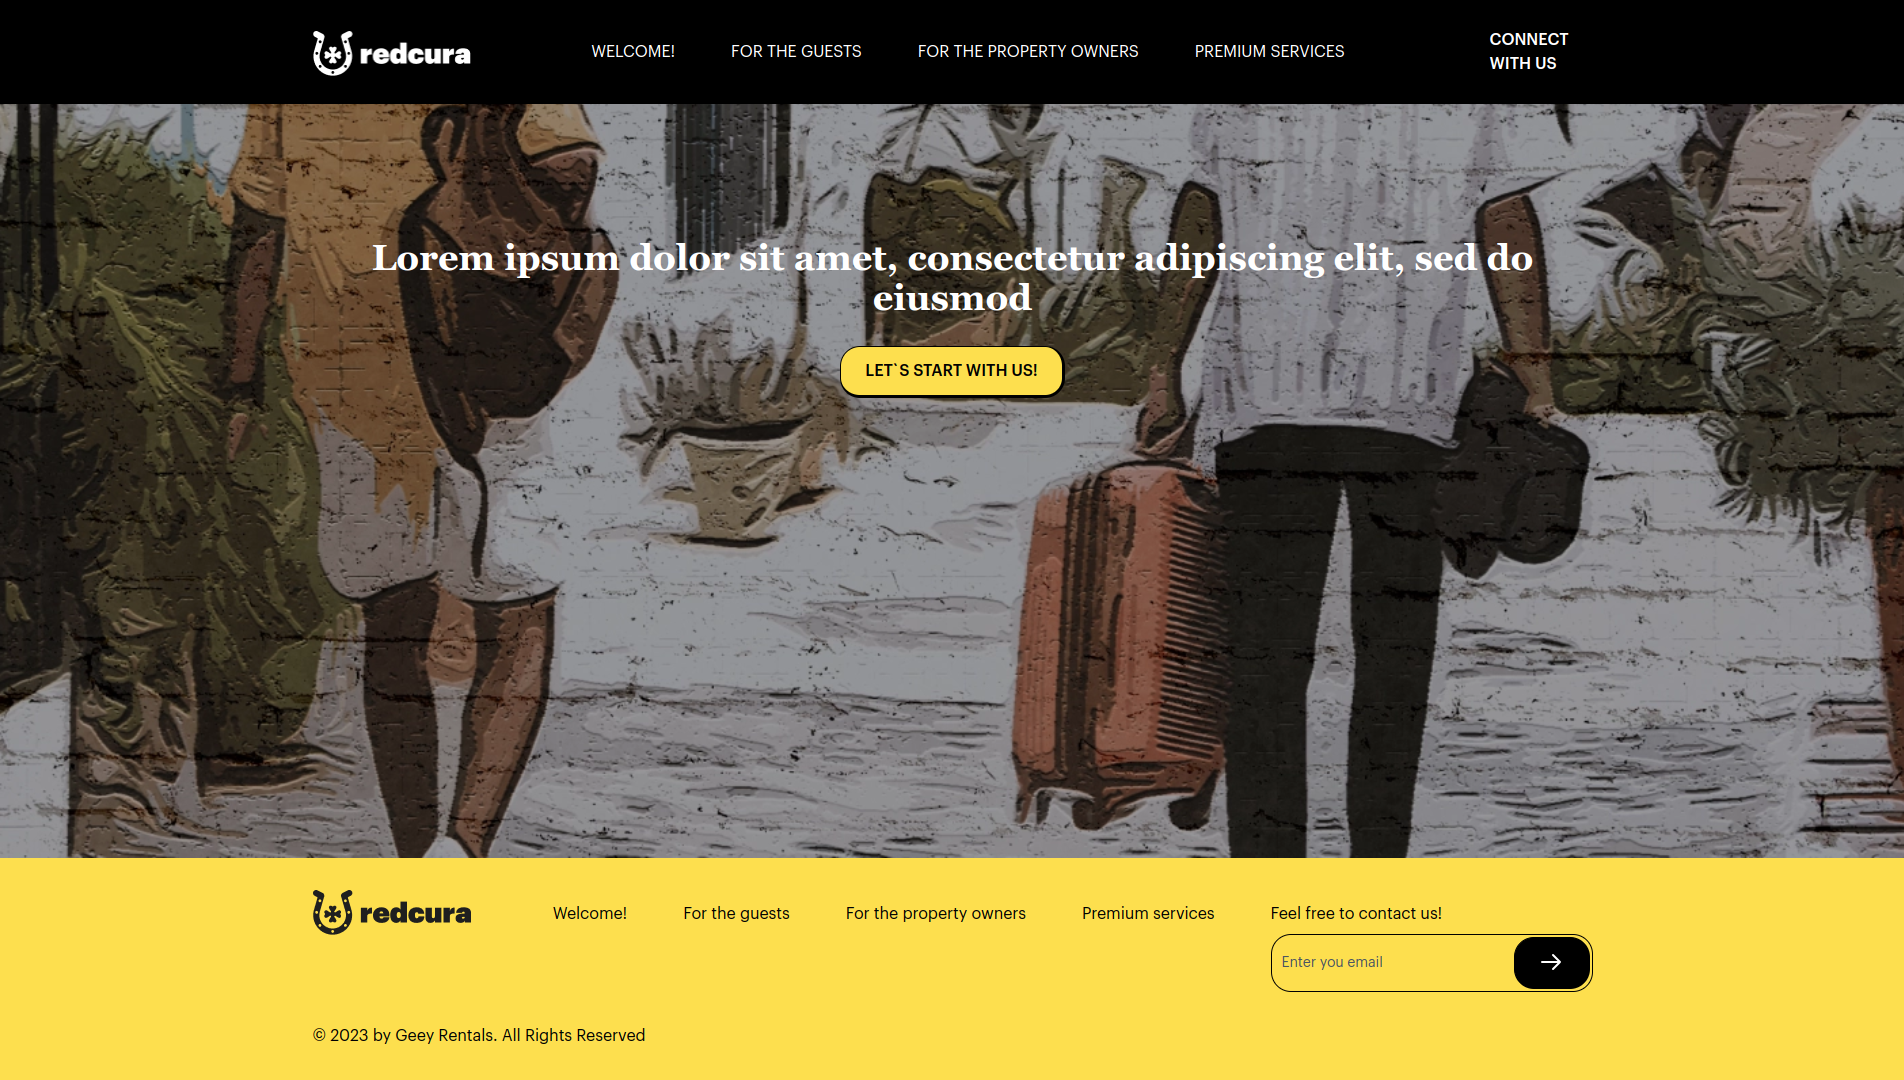 redcura
WELCOME!
FOR THE GUESTS
FOR THE PROPERTY OWNERS
PREMIUM SERVICES
CONNECT
WITH US
Lorem ipsum dolor sit amet, consectetur adipiscing elit, sed do
eiusmod
LET`S START WITH US!
redcura
Welcome!
For the guests
For the property owners
Premium services
Feel free to contact us!
Enter you email
© 2023 by Geey Rentals. All Rights Reserved